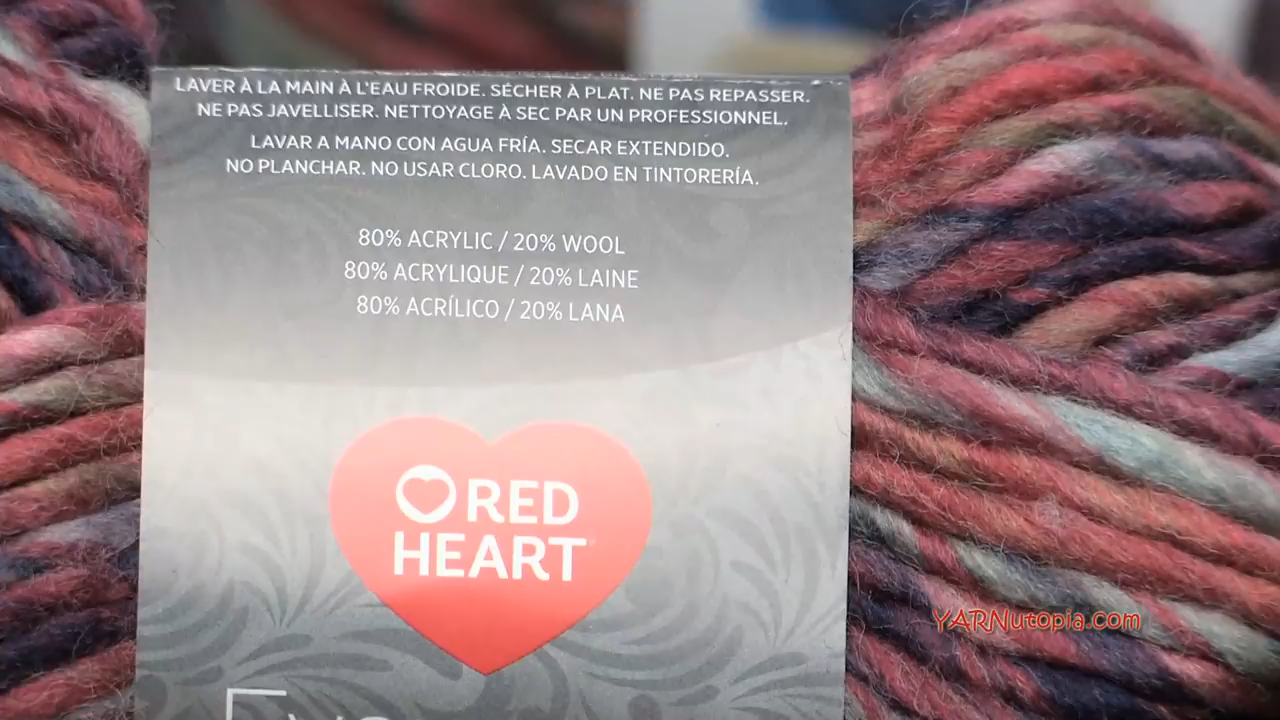 LAVER À LA MAIN À L'EAU FROIDE. SÉCHER À PLAT. NE PAS REPASSER.
NE PAS JAVELLISER. NETTOYAGE À SEC PAR UN PROFESSIONNEL.
LAVAR A MANO CON AGUA FRÍA. SECAR EXTENDIDO.
NO PLANCHAR. NO USAR CLORO. LAVADO EN TINTORERÍA.
80% ACRYLIC / 20% WOOL
80% ACRYLIQUE / 20% LAINE
80% ACRÍLICO / 20% LANA
RED
HEART
YARNutopia.com